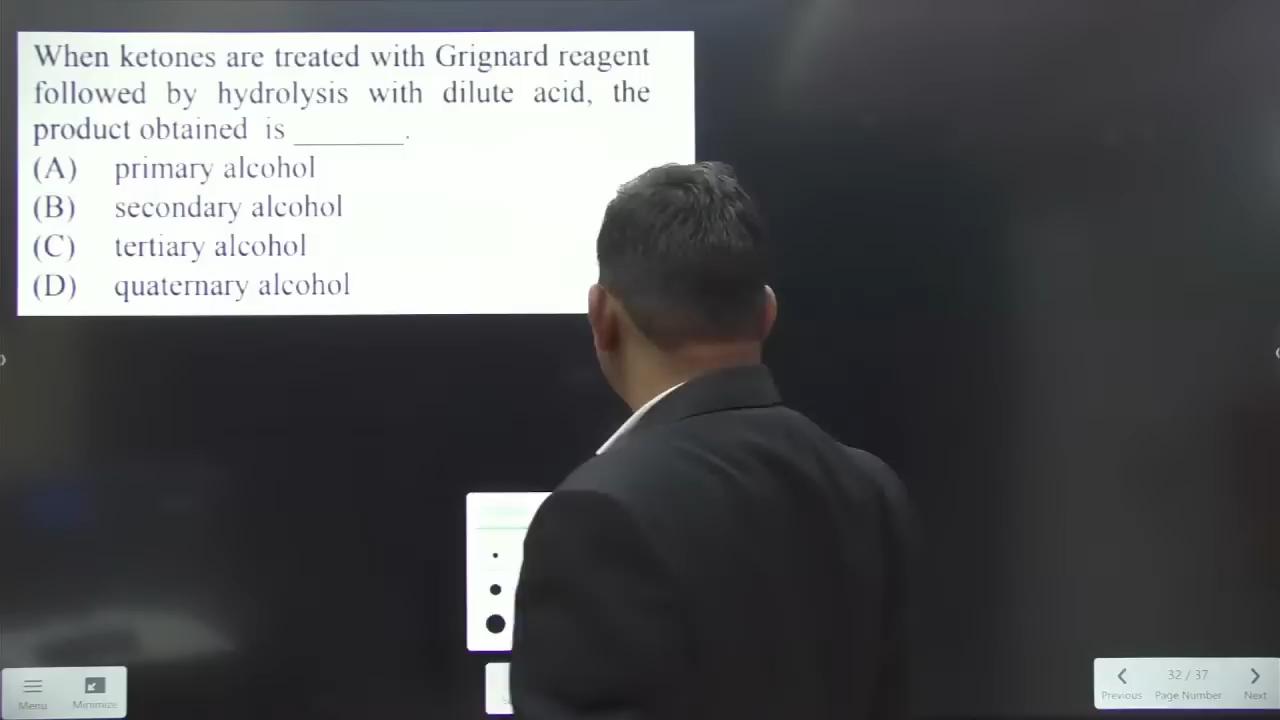 When ketones are treated with Grignard reagent
followed by hydrolysis with dilute acid, the
product obtained is ________.
(A) primary alcohol
(B) secondary alcohol
(C) tertiary alcohol
(D) quaternary alcohol
Menu
Minimize
32 / 37
Previous Page Number Next